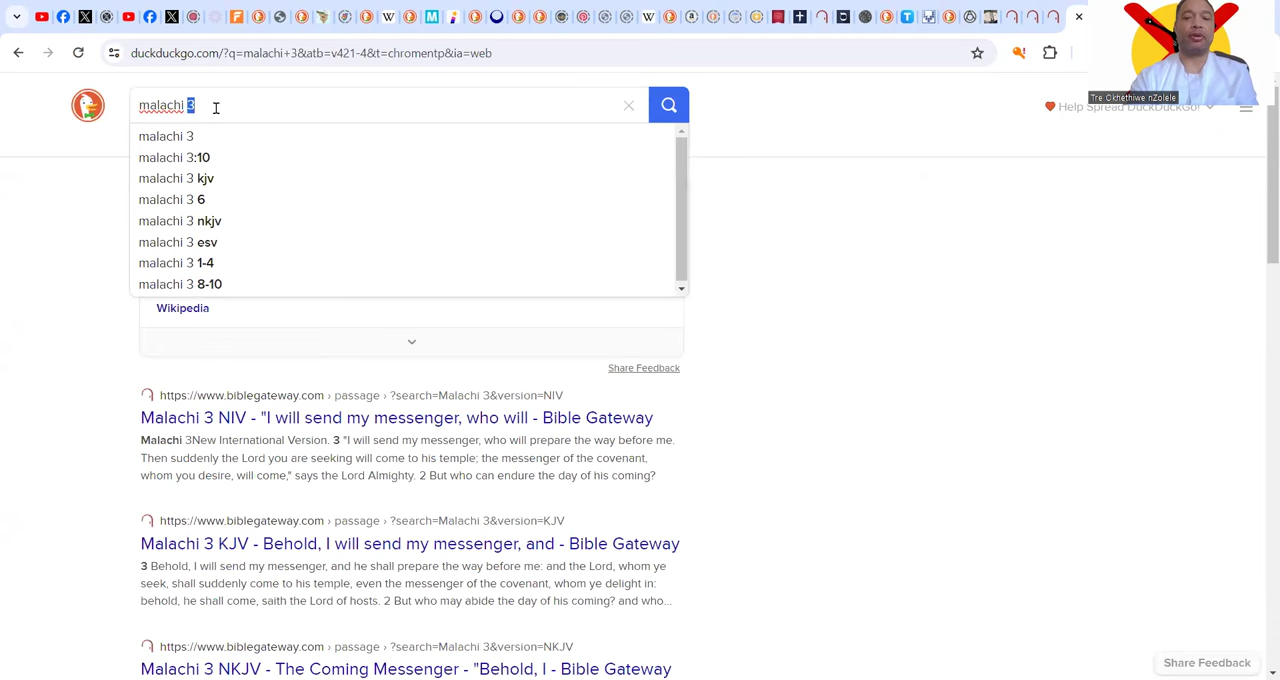 duckduckgo.com/?q=malachi+3&atb=v421-4&t=chromentp&ia=web
Tre Okhethiwe nZolele
malachi 3
Help Spread DuckDuckGo!
malachi 3
malachi 3:10
malachi 3 kjv
malachi 3 6
malachi 3 nkjv
malachi 3 esv
malachi 3 1-4
malachi 3 8-10
Wikipedia
Share Feedback
https://www.biblegateway.com › passage › ?search=Malachi 3&version=NIV
Malachi 3 NIV - "I will send my messenger, who will - Bible Gateway
Malachi 3New International Version. 3 "I will send my messenger, who will prepare the way before me.
Then suddenly the Lord you are seeking will come to his temple; the messenger of the covenant,
whom you desire, will come," says the Lord Almighty. 2 But who can endure the day of his coming?
https://www.biblegateway.com › passage › ?search=Malachi 3&version=KJV
Malachi 3 KJV - Behold, I will send my messenger, and - Bible Gateway
3 Behold, I will send my messenger, and he shall prepare the way before me: and the Lord, whom ye
seek, shall suddenly come to his temple, even the messenger of the covenant, whom ye delight in:
behold, he shall come, saith the Lord of hosts. 2 But who may abide the day of his coming? and who...
https://www.biblegateway.com › passage › ?search=Malachi 3&version=NKJV
Malachi 3 NKJV - The Coming Messenger - "Behold, I - Bible Gateway
Share Feedback